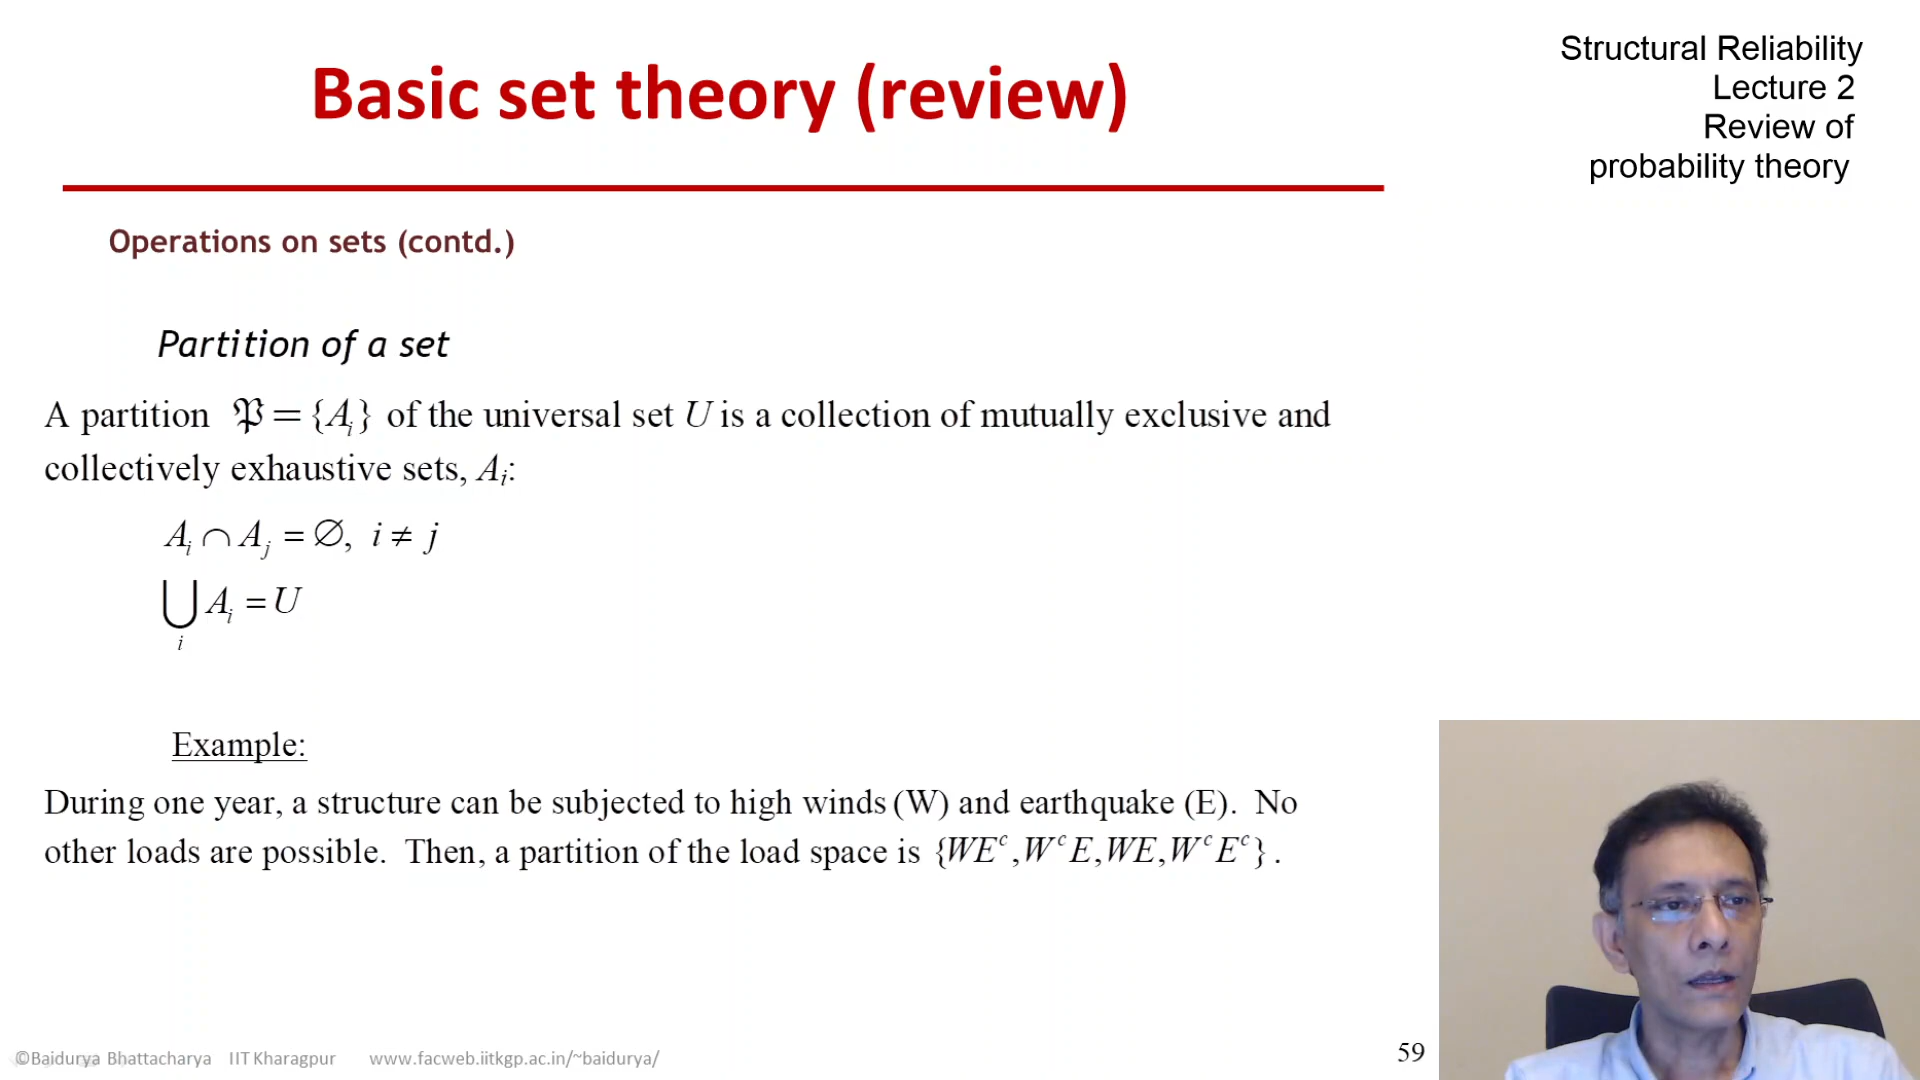 Basic set theory (review)
Structural Reliability
Lecture 2
Review of
probability theory
Operations on sets (contd.)
Partition of a set
A partition 𝔓 = {Aᵢ} of the universal set U is a collection of mutually exclusive and
collectively exhaustive sets, Aᵢ:
Aᵢ ∩ Aⱼ = ∅, i ≠ j
⋃ᵢ Aᵢ = U
Example:
During one year, a structure can be subjected to high winds (W) and earthquake (E). No
other loads are possible. Then, a partition of the load space is {WEᶜ, WᶜE, WE, WᶜEᶜ}.
©Baidurya Bhattacharya IIT Kharagpur www.facweb.iitkgp.ac.in/~baidurya/
59